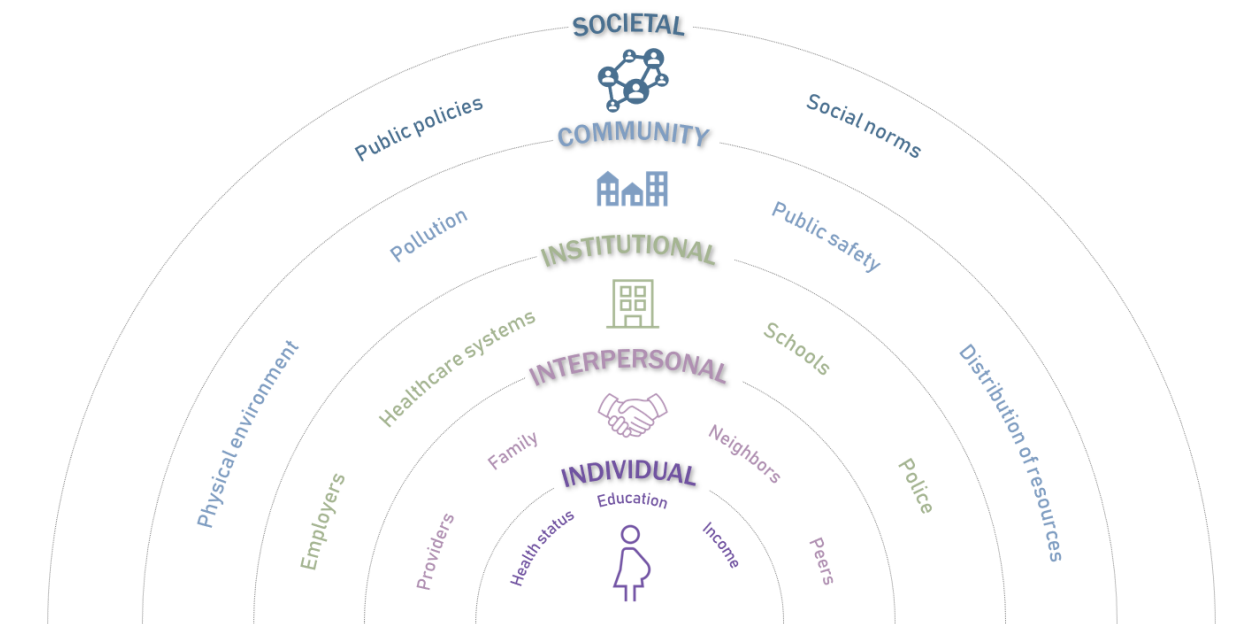 SOCIETAL
Public policies
Social norms
COMMUNITY
Pollution
Public safety
Physical environment
Distribution of resources
INSTITUTIONAL
Healthcare systems
Schools
Employers
Police
INTERPERSONAL
Family
Neighbors
Providers
Peers
INDIVIDUAL
Education
Health status
Income